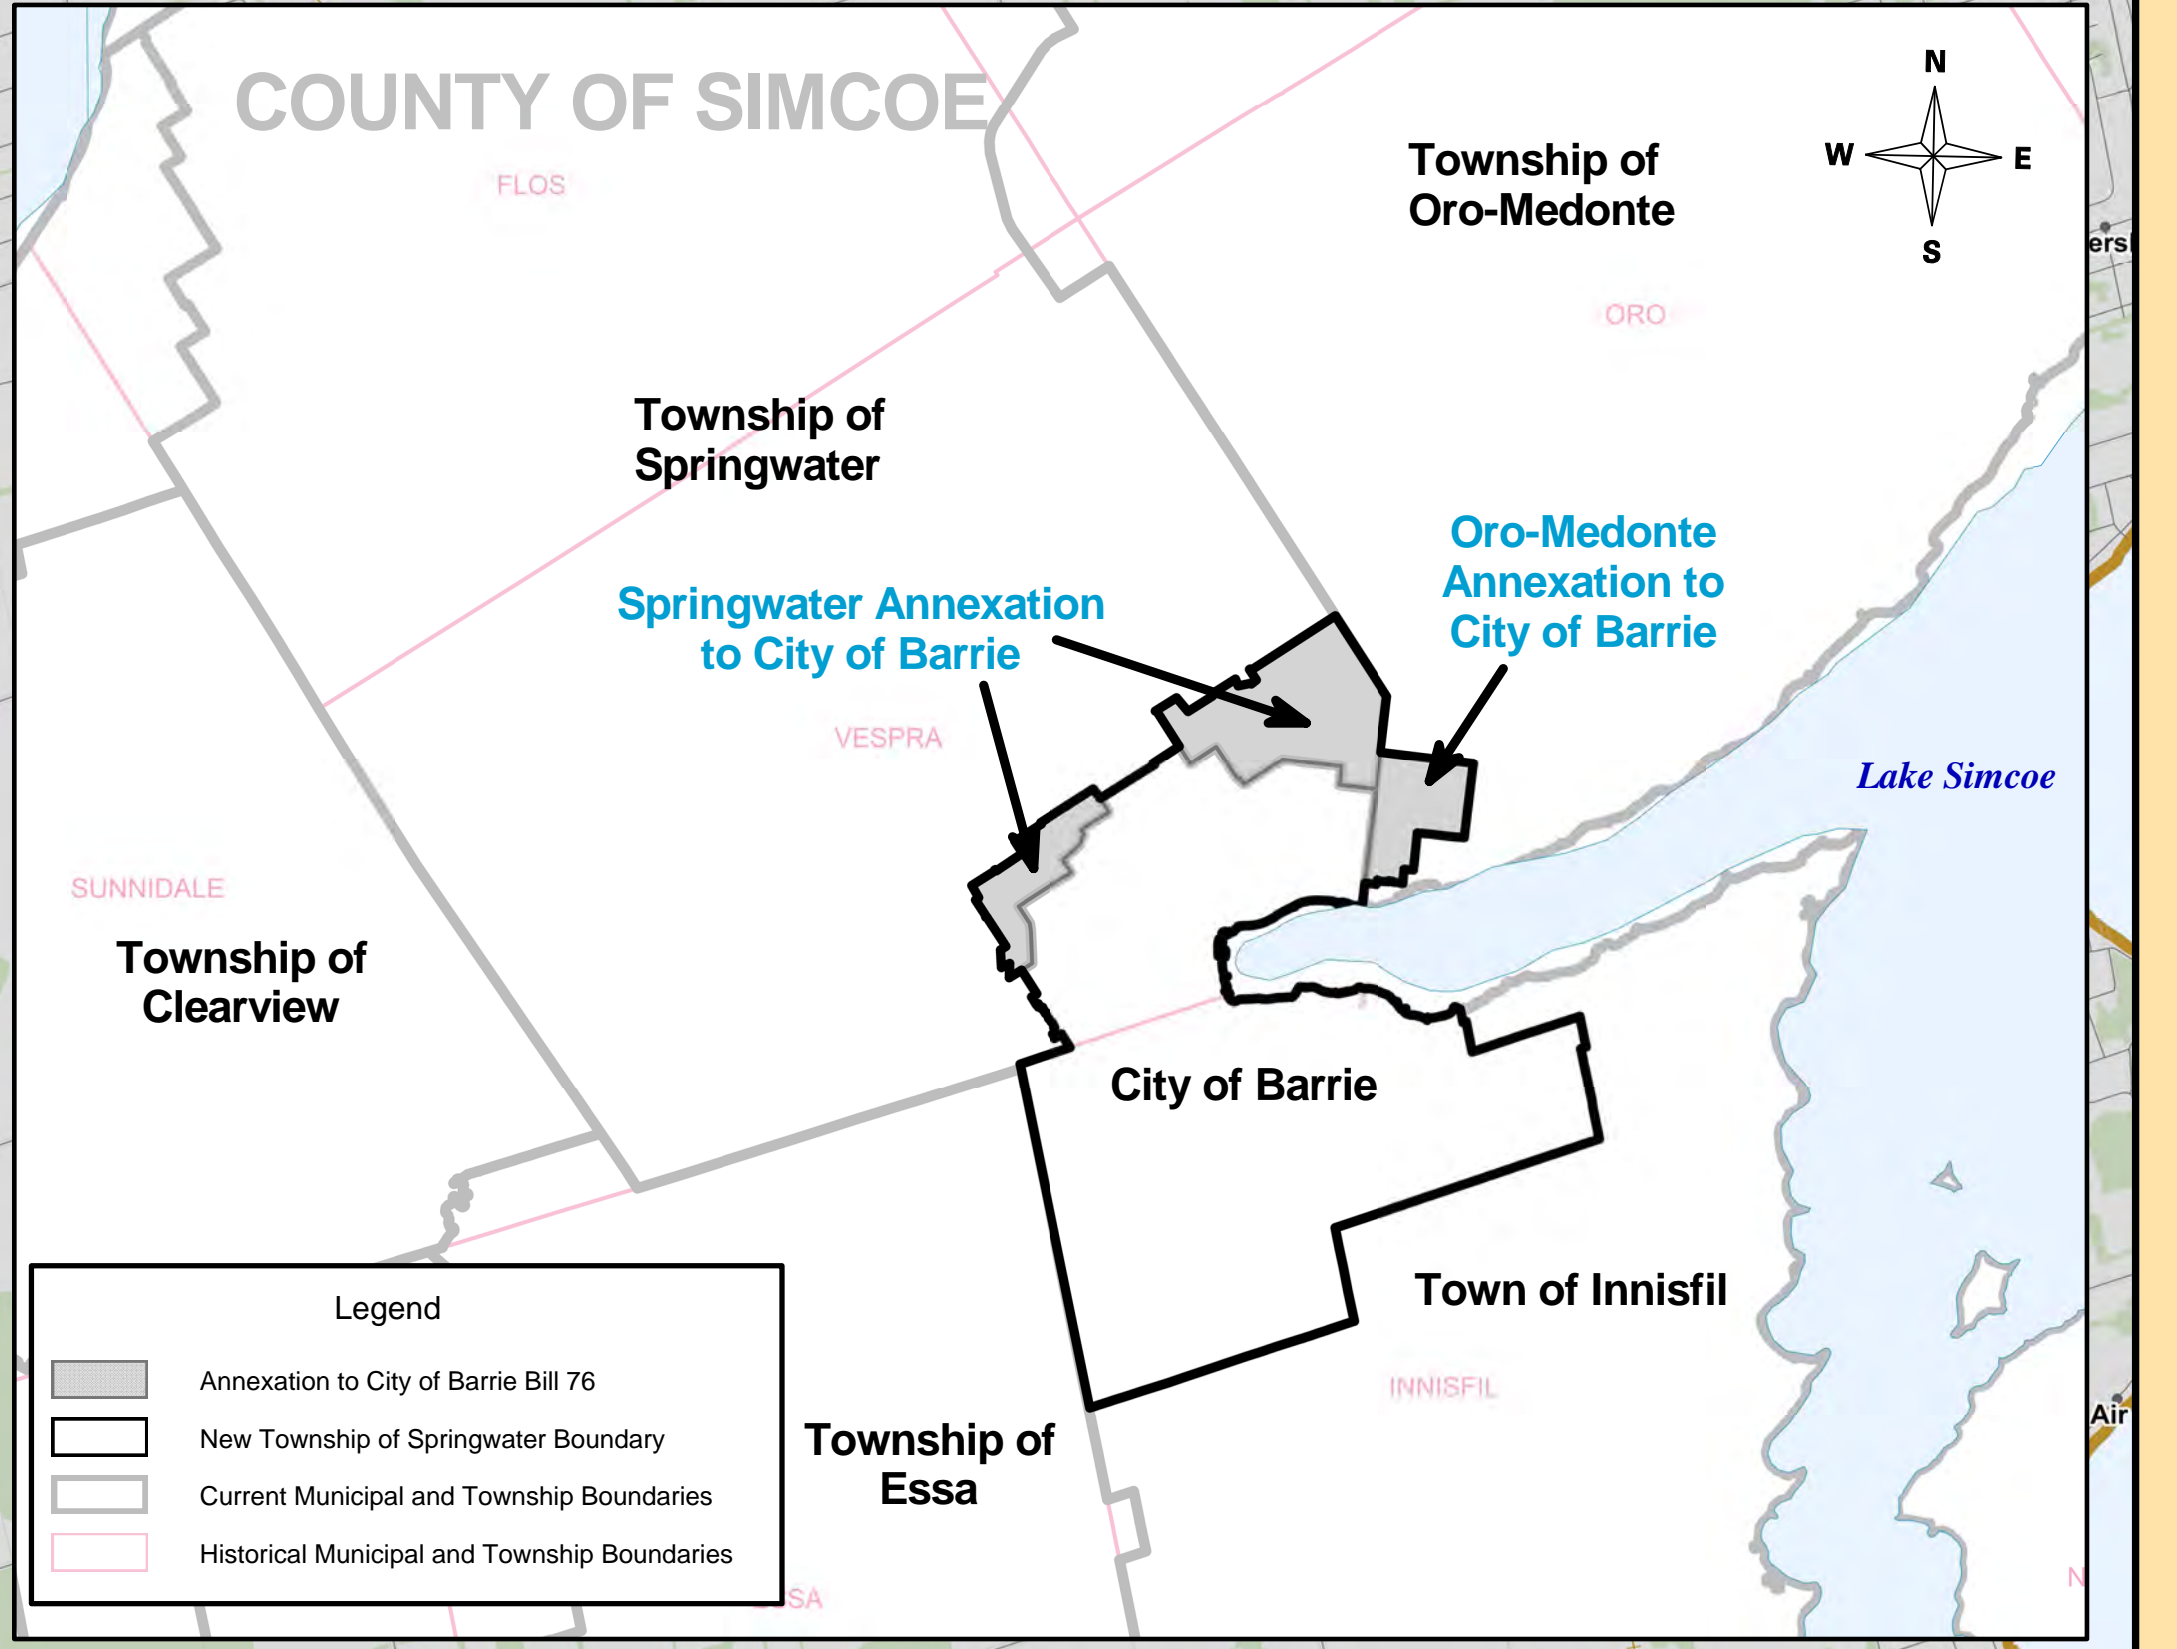 COUNTY OF SIMCOE
N
W
E
S
Township of
Oro-Medonte
FLOS
ORO
Township of
Springwater
Oro-Medonte
Annexation to
City of Barrie
Springwater Annexation
to City of Barrie
VESPRA
Lake Simcoe
SUNNIDALE
Township of
Clearview
City of Barrie
Town of Innisfil
INNISFIL
Township of
Essa
Legend
Annexation to City of Barrie Bill 76
New Township of Springwater Boundary
Current Municipal and Township Boundaries
Historical Municipal and Township Boundaries
Air